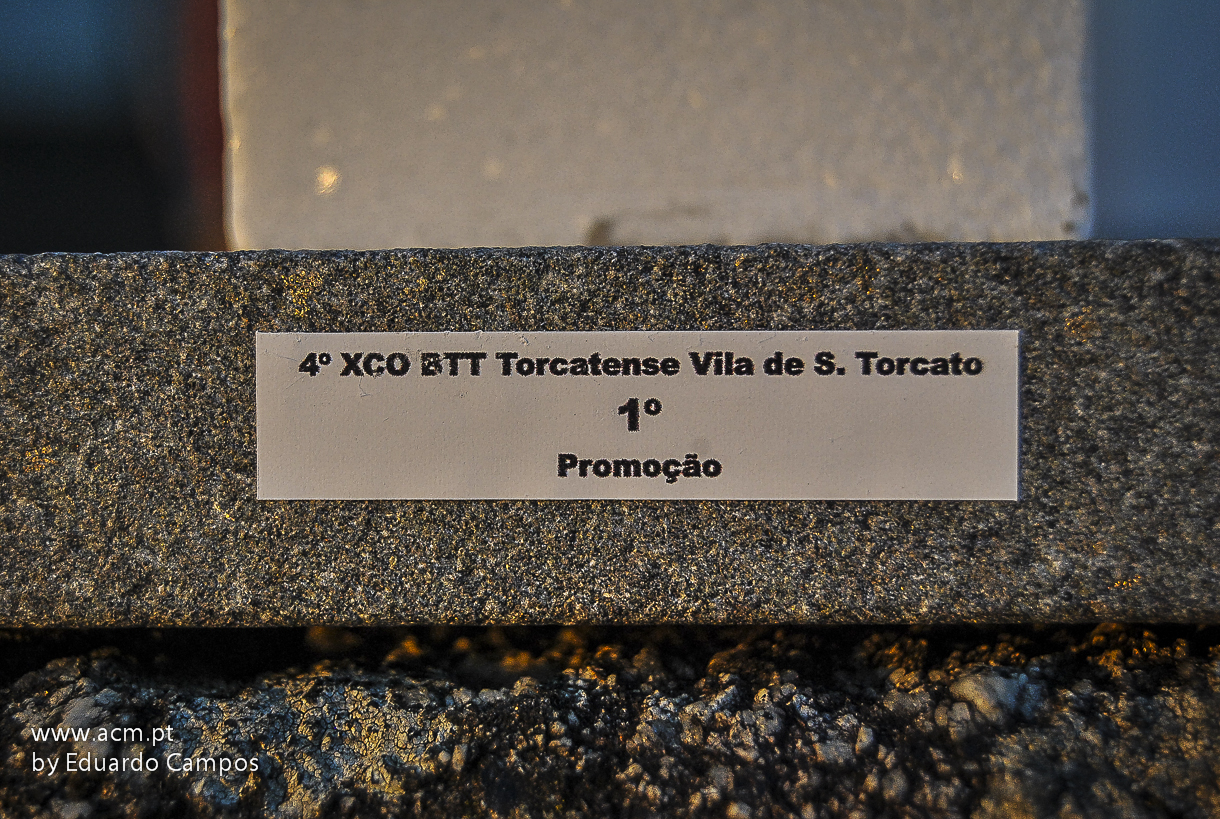 4º XCO BTT Torcatense Vila de S. Torcato
1º
Promoção
www.acm.pt
by Eduardo Campos